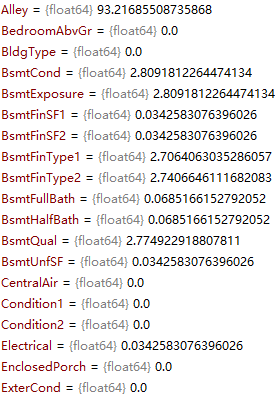 Alley = {float64} 93.21685508735868
BedroomAbvGr = {float64} 0.0
BldgType = {float64} 0.0
BsmtCond = {float64} 2.8091812264474134
BsmtExposure = {float64} 2.8091812264474134
BsmtFinSF1 = {float64} 0.0342583076396026
BsmtFinSF2 = {float64} 0.0342583076396026
BsmtFinType1 = {float64} 2.7064063035286057
BsmtFinType2 = {float64} 2.7406646111682083
BsmtFullBath = {float64} 0.0685166152792052
BsmtHalfBath = {float64} 0.0685166152792052
BsmtQual = {float64} 2.774922918807811
BsmtUnfSF = {float64} 0.0342583076396026
CentralAir = {float64} 0.0
Condition1 = {float64} 0.0
Condition2 = {float64} 0.0
Electrical = {float64} 0.0342583076396026
EnclosedPorch = {float64} 0.0
ExterCond = {float64} 0.0